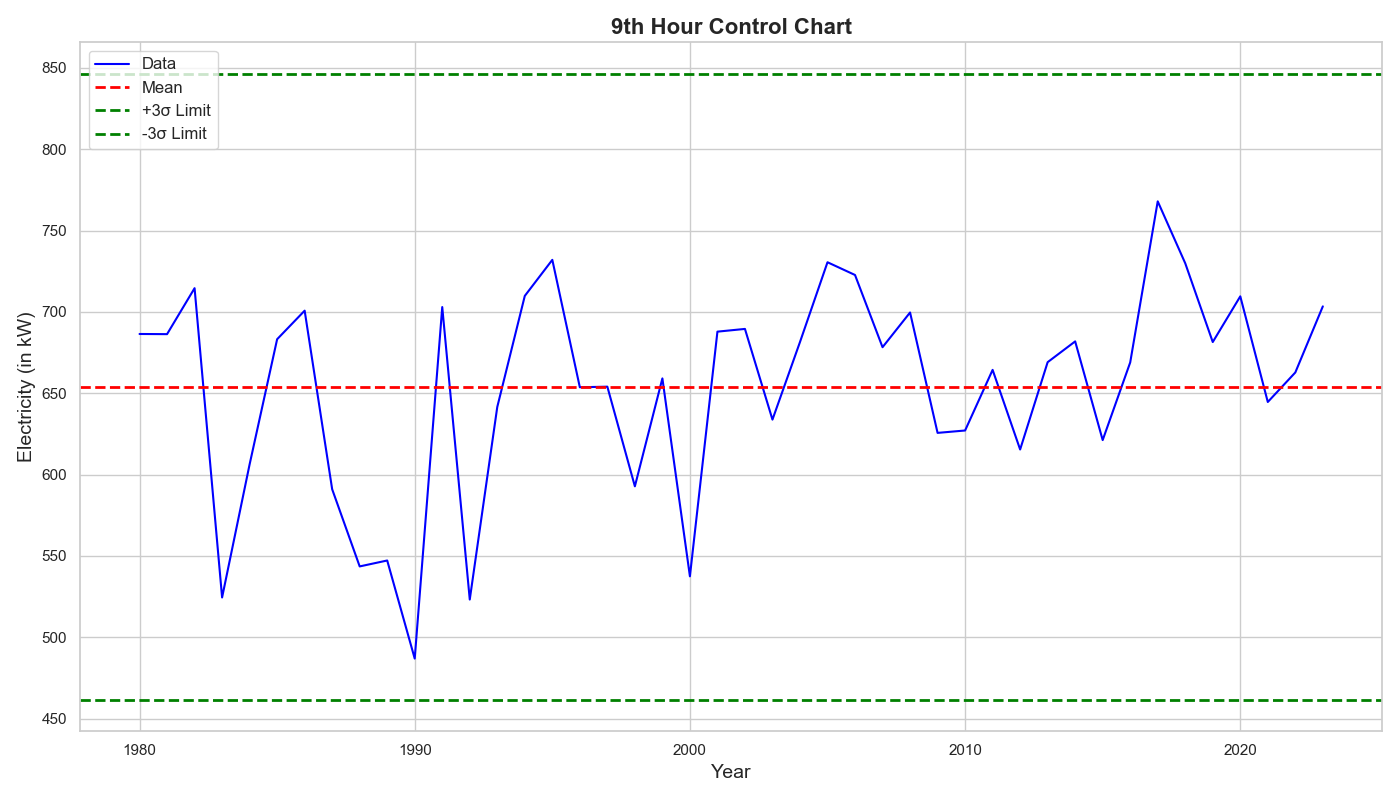 9th Hour Control Chart
Data
Mean
+3σ Limit
-3σ Limit
Electricity (in kW)
850
800
750
700
650
600
550
500
450
1980
1990
2000
2010
2020
Year